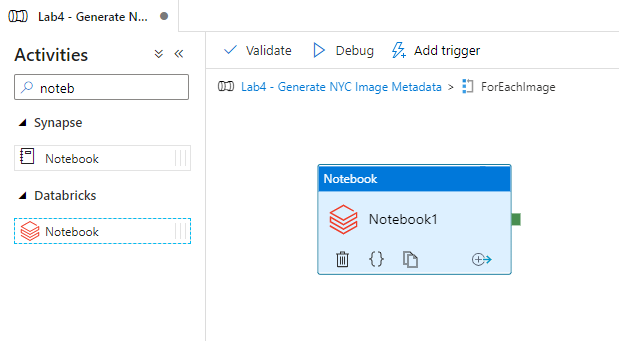 Lab4 - Generate N...
Activities
noteb
Synapse
Notebook
Databricks
Notebook
Validate Debug Add trigger
Lab4 - Generate NYC Image Metadata > ForEachImage
Notebook
Notebook1
{}